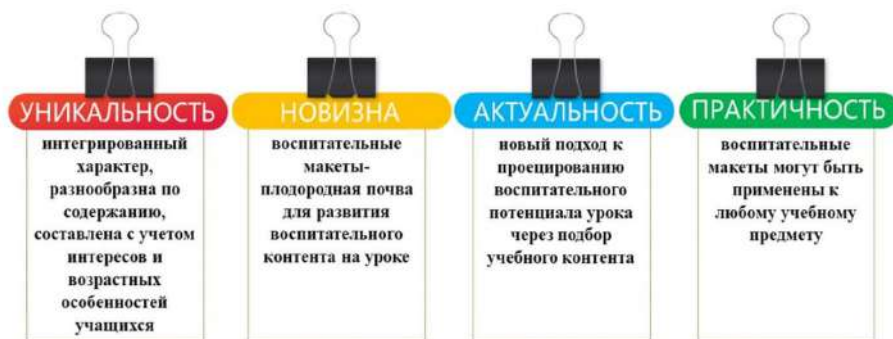 УНИКАЛЬНОСТЬ
интегрированный
характер,
разнообразна по
содержанию,
составлена с учетом
интересов и
возрастных
особенностей
учащихся
НОВИЗНА
воспитательные
макеты-
плодородная почва
для развития
воспитательного
контента на уроке
АКТУАЛЬНОСТЬ
новый подход к
проецированию
воспитательного
потенциала урока
через подбор
учебного контента
ПРАКТИЧНОСТЬ
воспитательные
макеты могут быть
применены к
любому учебному
предмету